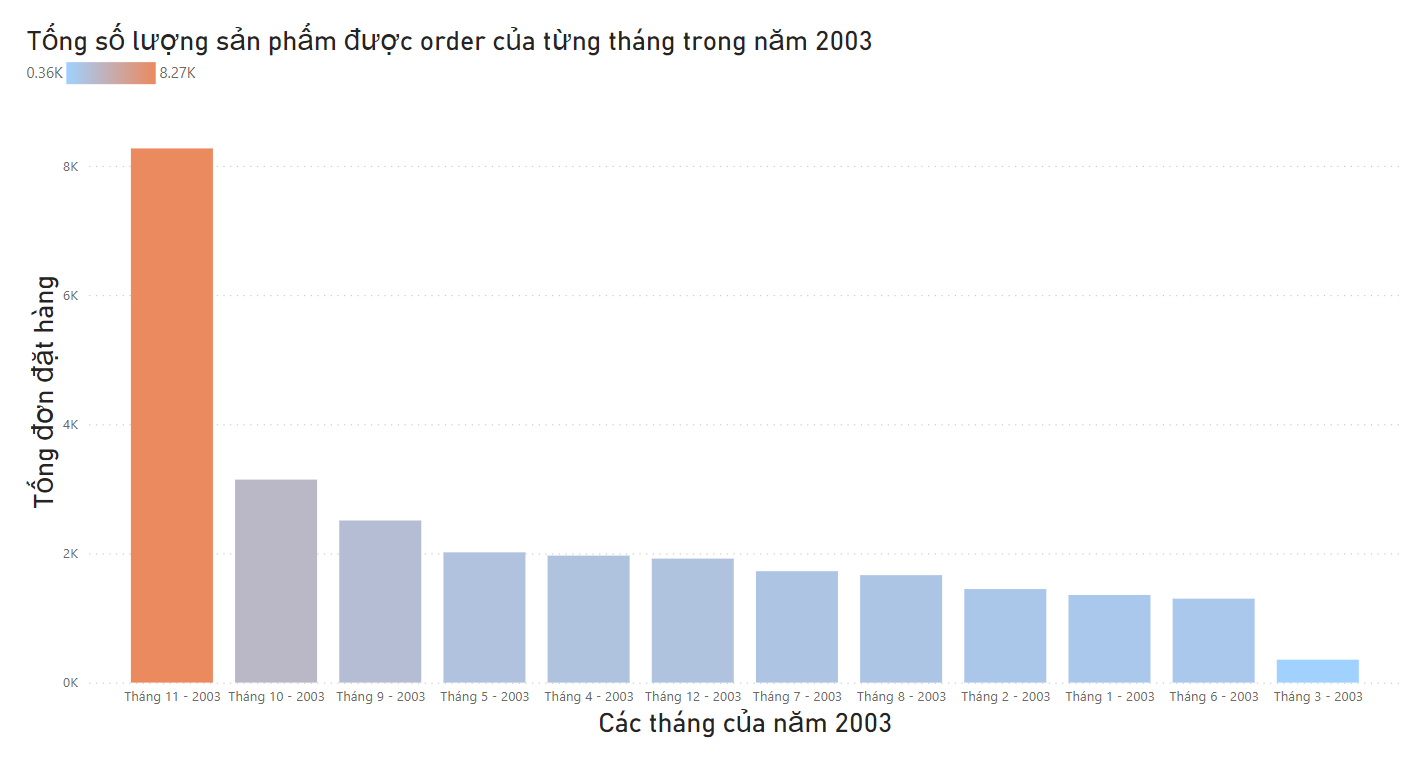 Tổng số lượng sản phẩm được order của từng tháng trong năm 2003
0.36K 8.27K
Tổng đơn đặt hàng
8K
6K
4K
2K
0K
Tháng 11 - 2003 Tháng 10 - 2003 Tháng 9 - 2003 Tháng 5 - 2003 Tháng 4 - 2003 Tháng 12 - 2003 Tháng 7 - 2003 Tháng 8 - 2003 Tháng 2 - 2003 Tháng 1 - 2003 Tháng 6 - 2003 Tháng 3 - 2003
Các tháng của năm 2003